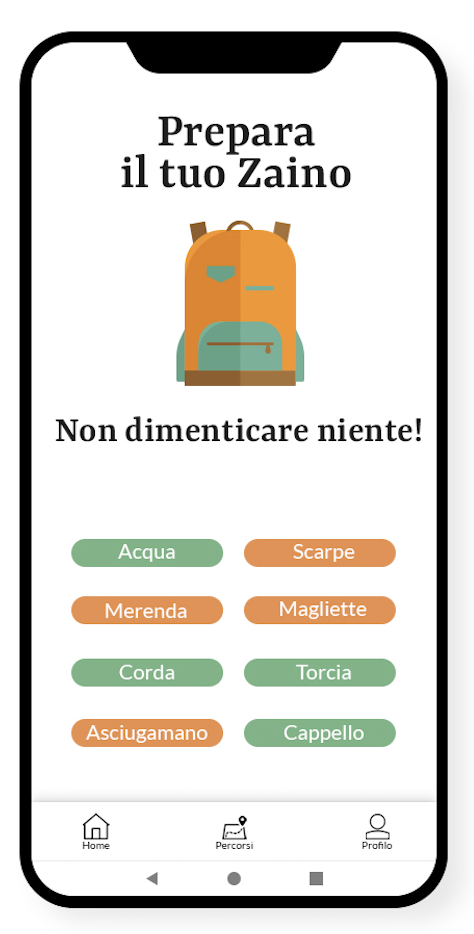 Prepara
il tuo Zaino
Non dimenticare niente!
Acqua
Scarpe
Merenda
Magliette
Corda
Torcia
Asciugamano
Cappello
Home
Percorsi
Profilo